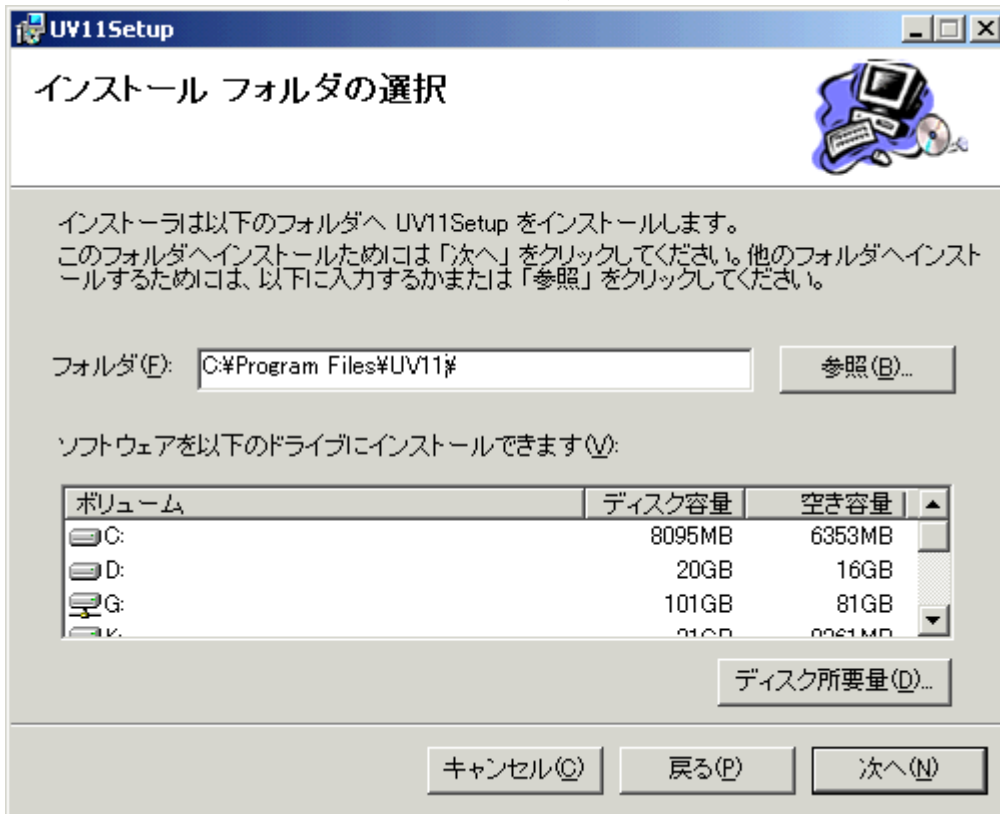 UV11Setup
インストール フォルダの選択
インストーラは以下のフォルダへ UV11Setup をインストールします。
このフォルダへインストールためには「次へ」をクリックしてください。他のフォルダへインスト
ールするためには、以下に入力するかまたは「参照」をクリックしてください。
フォルダ(F): C:¥Program Files¥UV11¥ 参照(B)...
ソフトウェアを以下のドライブにインストールできます(V):
ボリューム ディスク容量 空き容量
C: 8095MB 6353MB
D: 20GB 16GB
G: 101GB 81GB
ディスク所要量(D)...
キャンセル(C) 戻る(P) 次へ(N)